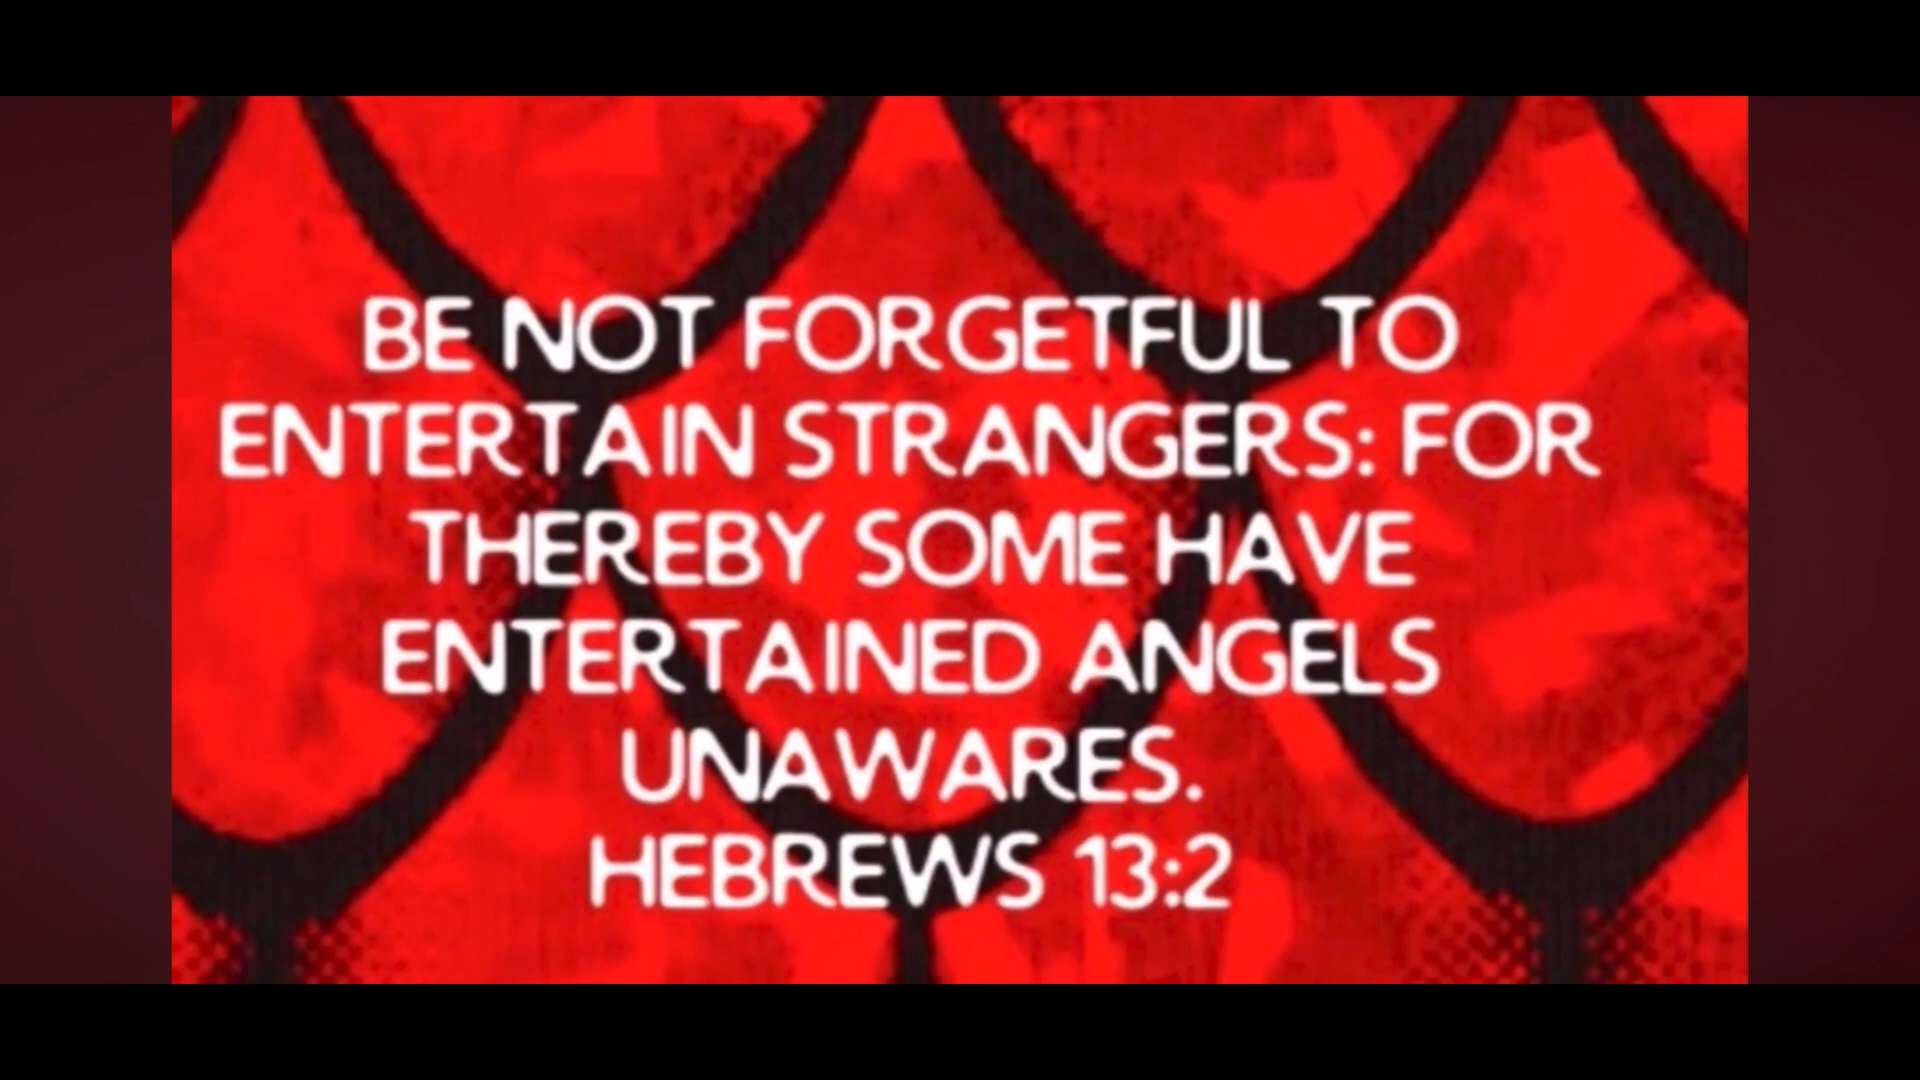 BE NOT FORGETFUL TO
ENTERTAIN STRANGERS: FOR
THEREBY SOME HAVE
ENTERTAINED ANGELS
UNAWARES.
HEBREWS 13:2